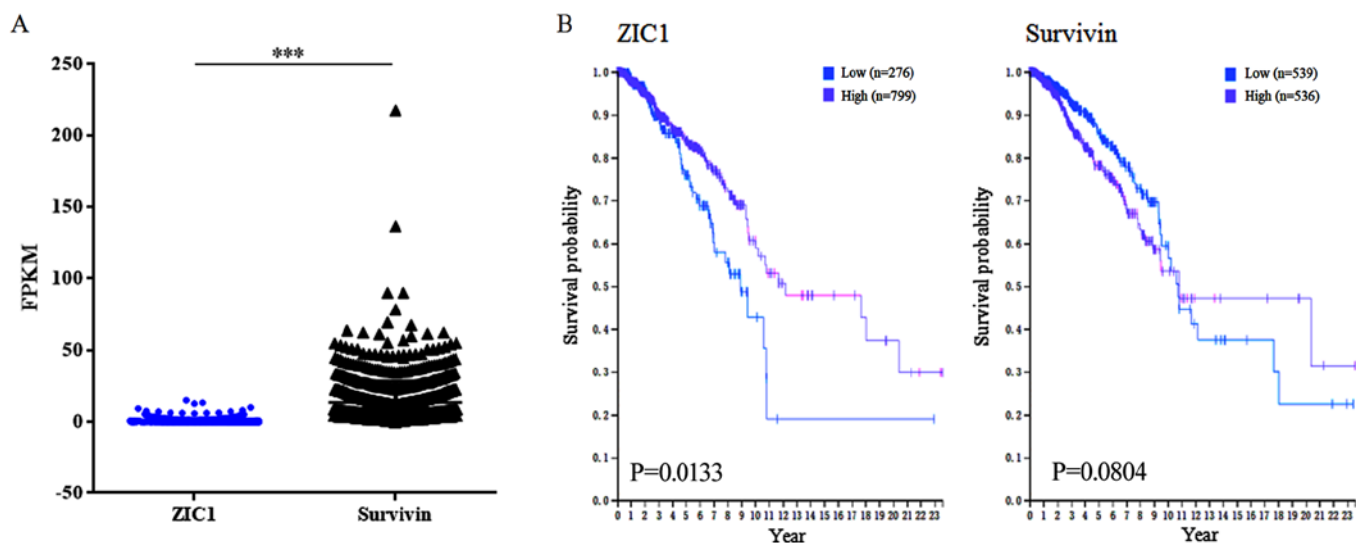 A
***
250
200
150
100
50
0
-50
FPKM
ZIC1
Survivin
B
ZIC1
Low (n=276)
High (n=799)
1.0
0.9
0.8
0.7
0.6
0.5
0.4
0.3
0.2
0.1
0.0
Survival probability
P=0.0133
0 1 2 3 4 5 6 7 8 9 10 11 12 13 14 15 16 17 18 19 20 21 22 23
Year
Survivin
Low (n=539)
High (n=536)
1.0
0.9
0.8
0.7
0.6
0.5
0.4
0.3
0.2
0.1
0.0
Survival probability
P=0.0804
0 1 2 3 4 5 6 7 8 9 10 11 12 13 14 15 16 17 18 19 20 21 22 23
Year